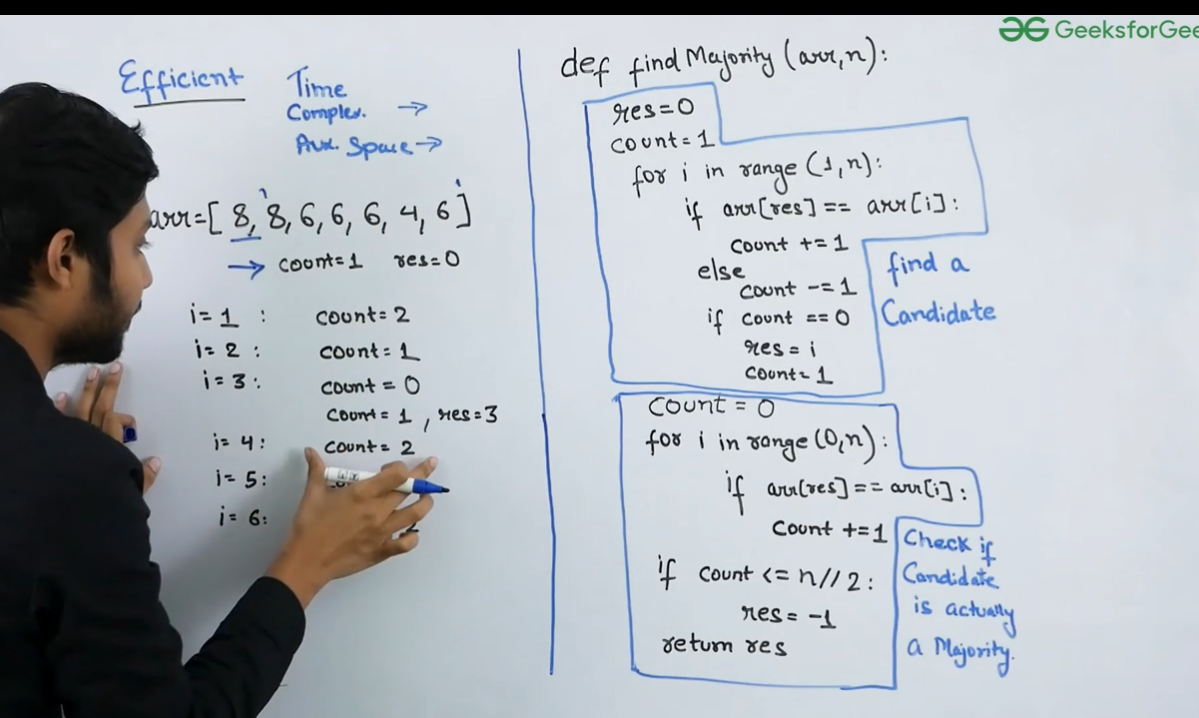 GeeksforGee
Efficient
Time
Complex. →
Aux. Space →
arr=[ 8, 8, 6, 6, 6, 4, 6 ]
i
i
→ count=1 res=0
i= 1 : count= 2
i= 2 : count= 1
i= 3 : count = 0
count= 1 , res=3
i= 4 : count= 2
i= 5:
i= 6: 2
def find Majority (arr,n):
res=0
count= 1
for i in range (1,n):
if arr[res] == arr[i]:
count += 1
else
count -= 1
if count == 0
res = i
count= 1
find a
Candidate
count = 0
for i in range (0,n):
if arr[res] == arr[i]:
count +=1
if count <= n//2:
res= -1
return res
Check if
Candidate
is actually
a Majority.